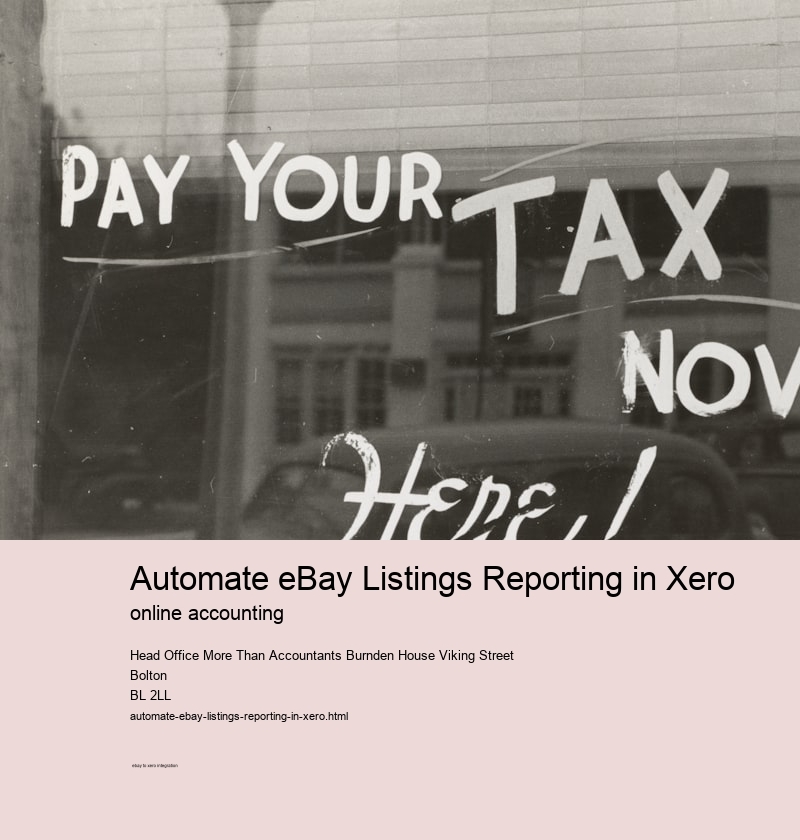 PAY YOUR TAX
NOW
Here!
Automate eBay Listings Reporting in Xero
online accounting
Head Office More Than Accountants Burnden House Viking Street
Bolton
BL 2LL
automate-ebay-listings-reporting-in-xero.html
ebay to xero integration